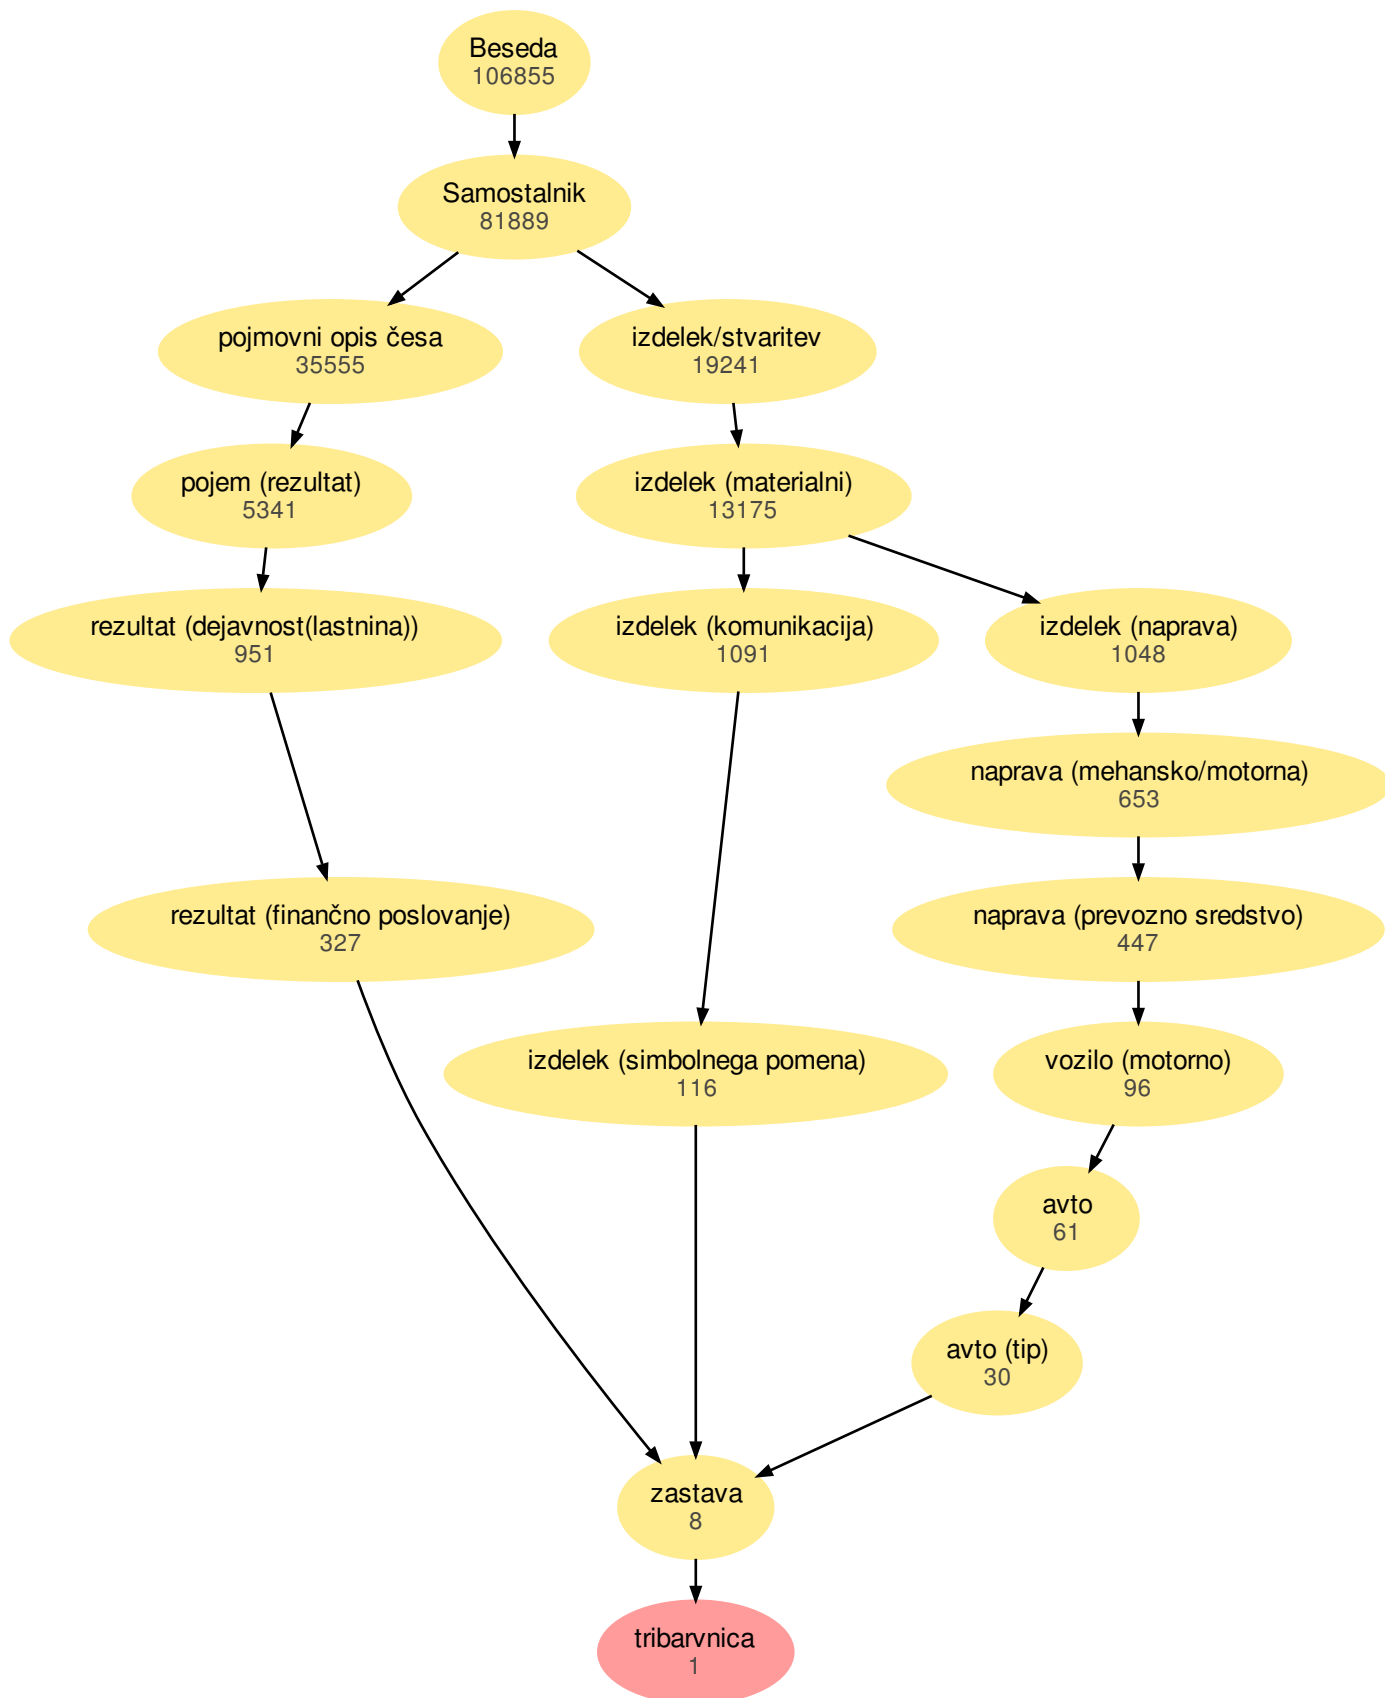 Beseda
106855
Samostalnik
81889
pojmovni opis česa
35555
izdelek/stvaritev
19241
pojem (rezultat)
5341
izdelek (materialni)
13175
rezultat (dejavnost(lastnina))
951
izdelek (komunikacija)
1091
izdelek (naprava)
1048
naprava (mehansko/motorna)
653
rezultat (finančno poslovanje)
327
naprava (prevozno sredstvo)
447
izdelek (simbolnega pomena)
116
vozilo (motorno)
96
avto
61
avto (tip)
30
zastava
8
tribarvnica
1